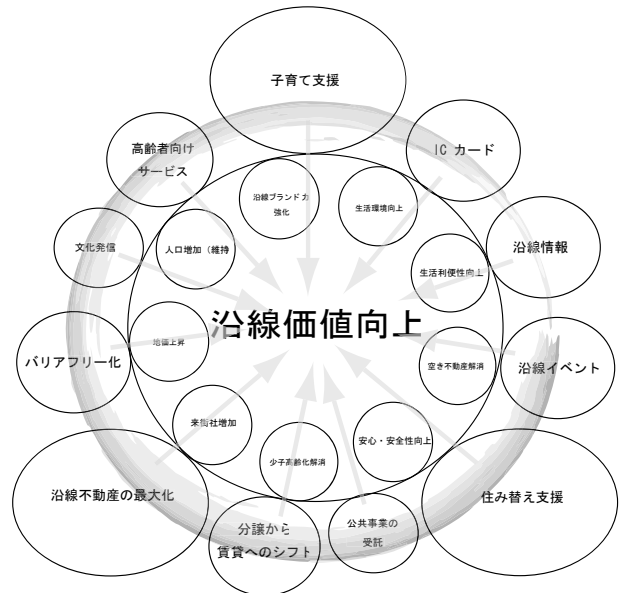 子育て支援
高齢者向け
サービス
IC カード
沿線ブランド力
強化
生活環境向上
文化発信
人口増加（維持
生活利便性向上
沿線情報
沿線価値向上
地価上昇
空き不動産解消
バリアフリー化
沿線イベント
来街社増加
安心・安全性向上
少子高齢化解消
沿線不動産の最大化
住み替え支援
分譲から
賃貸へのシフト
公共事業の
受託